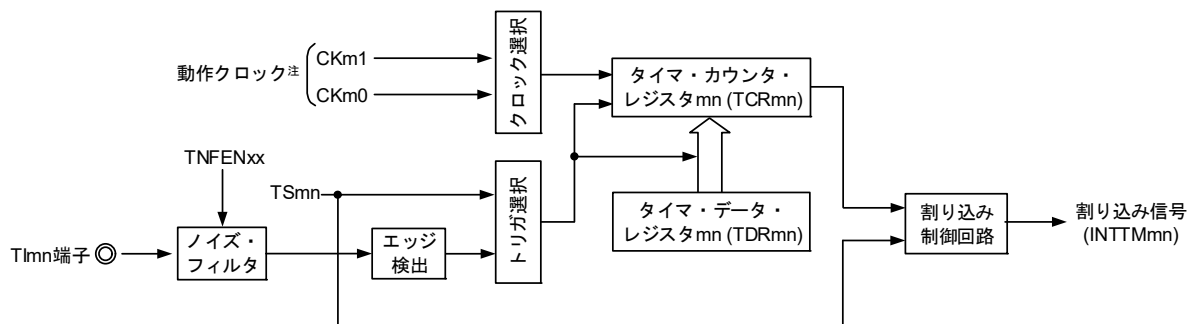 動作クロック注
CKm1
CKm0
クロック選択
タイマ・カウンタ・
レジスタmn (TCRmn)
TNFENxx
TSmn
トリガ選択
タイマ・データ・
レジスタmn (TDRmn)
TImn端子
ノイズ・
フィルタ
エッジ
検出
割り込み
制御回路
割り込み信号
(INTTMmn)